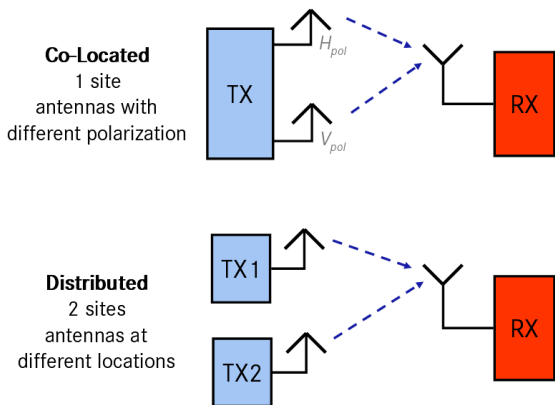 Co-Located
1 site
antennas with
different polarization
TX
Hpol
Vpol
RX
Distributed
2 sites
antennas at
different locations
TX1
TX2
RX